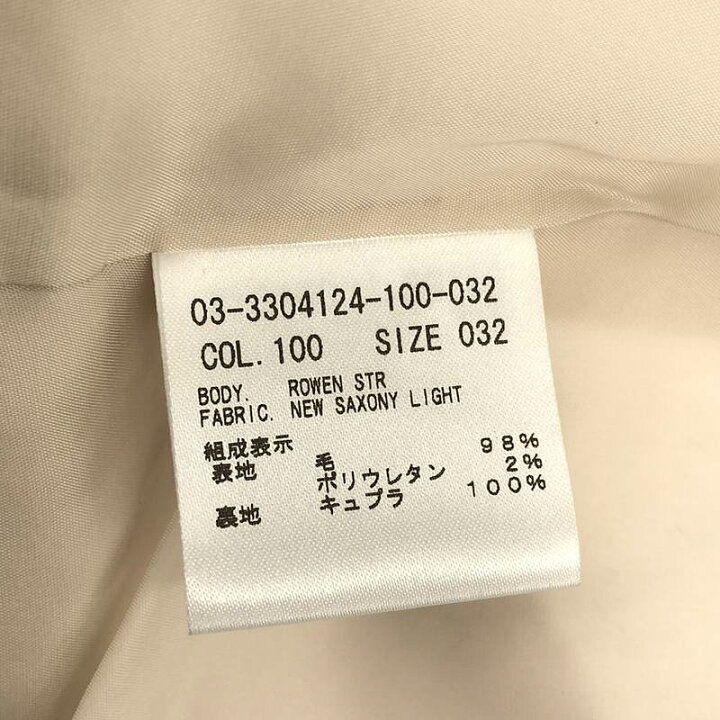 03-3304124-100-032
COL.100 SIZE 032
BODY. ROWEN STR
FABRIC. NEW SAXONY LIGHT
組成表示
表地 毛 98%
ポリウレタン 2%
裏地 キュプラ 100%